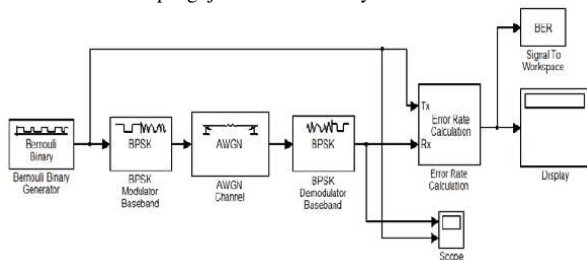 BER
Signal To
Workspace
Tx
Rx
Error Rate
Calculation
Error Rate
Calculation
Display
Bernoulli
Binary
Bernouli Binary
Generator
BPSK
BPSK
Modulator
Baseband
AWGN
AWGN
Channel
BPSK
BPSK
Demodulator
Baseband
Scope